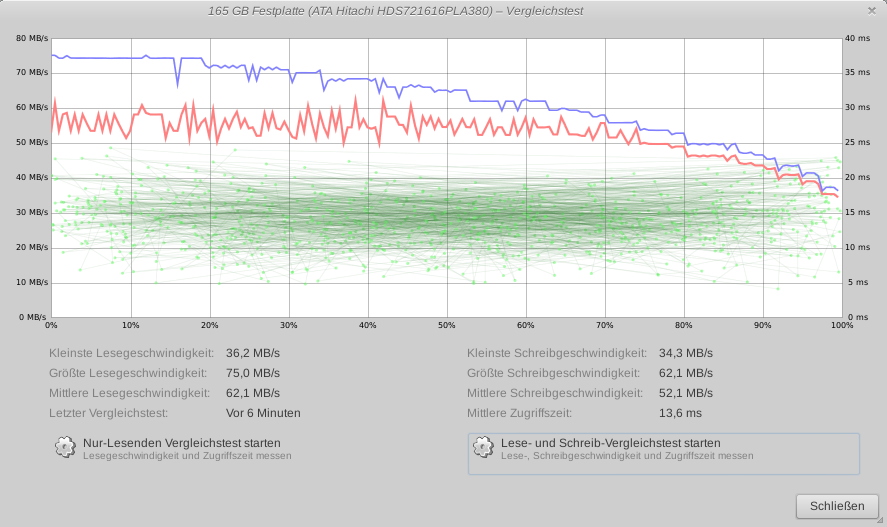 165 GB Festplatte (ATA Hitachi HDS721616PLA380) – Vergleichstest
80 MB/s 40 ms
70 MB/s 35 ms
60 MB/s 30 ms
50 MB/s 25 ms
40 MB/s 20 ms
30 MB/s 15 ms
20 MB/s 10 ms
10 MB/s 5 ms
0 MB/s 0 ms
0% 10% 20% 30% 40% 50% 60% 70% 80% 90% 100%
Kleinste Lesegeschwindigkeit: 36,2 MB/s Kleinste Schreibgeschwindigkeit: 34,3 MB/s
Größte Lesegeschwindigkeit: 75,0 MB/s Größte Schreibgeschwindigkeit: 62,1 MB/s
Mittlere Lesegeschwindigkeit: 62,1 MB/s Mittlere Schreibgeschwindigkeit: 52,1 MB/s
Letzter Vergleichstest: Vor 6 Minuten Mittlere Zugriffszeit: 13,6 ms
Nur-Lesenden Vergleichstest starten Lese- und Schreib-Vergleichstest starten
Lesegeschwindigkeit und Zugriffszeit messen Lese-, Schreibgeschwindigkeit und Zugriffszeit messen
Schließen